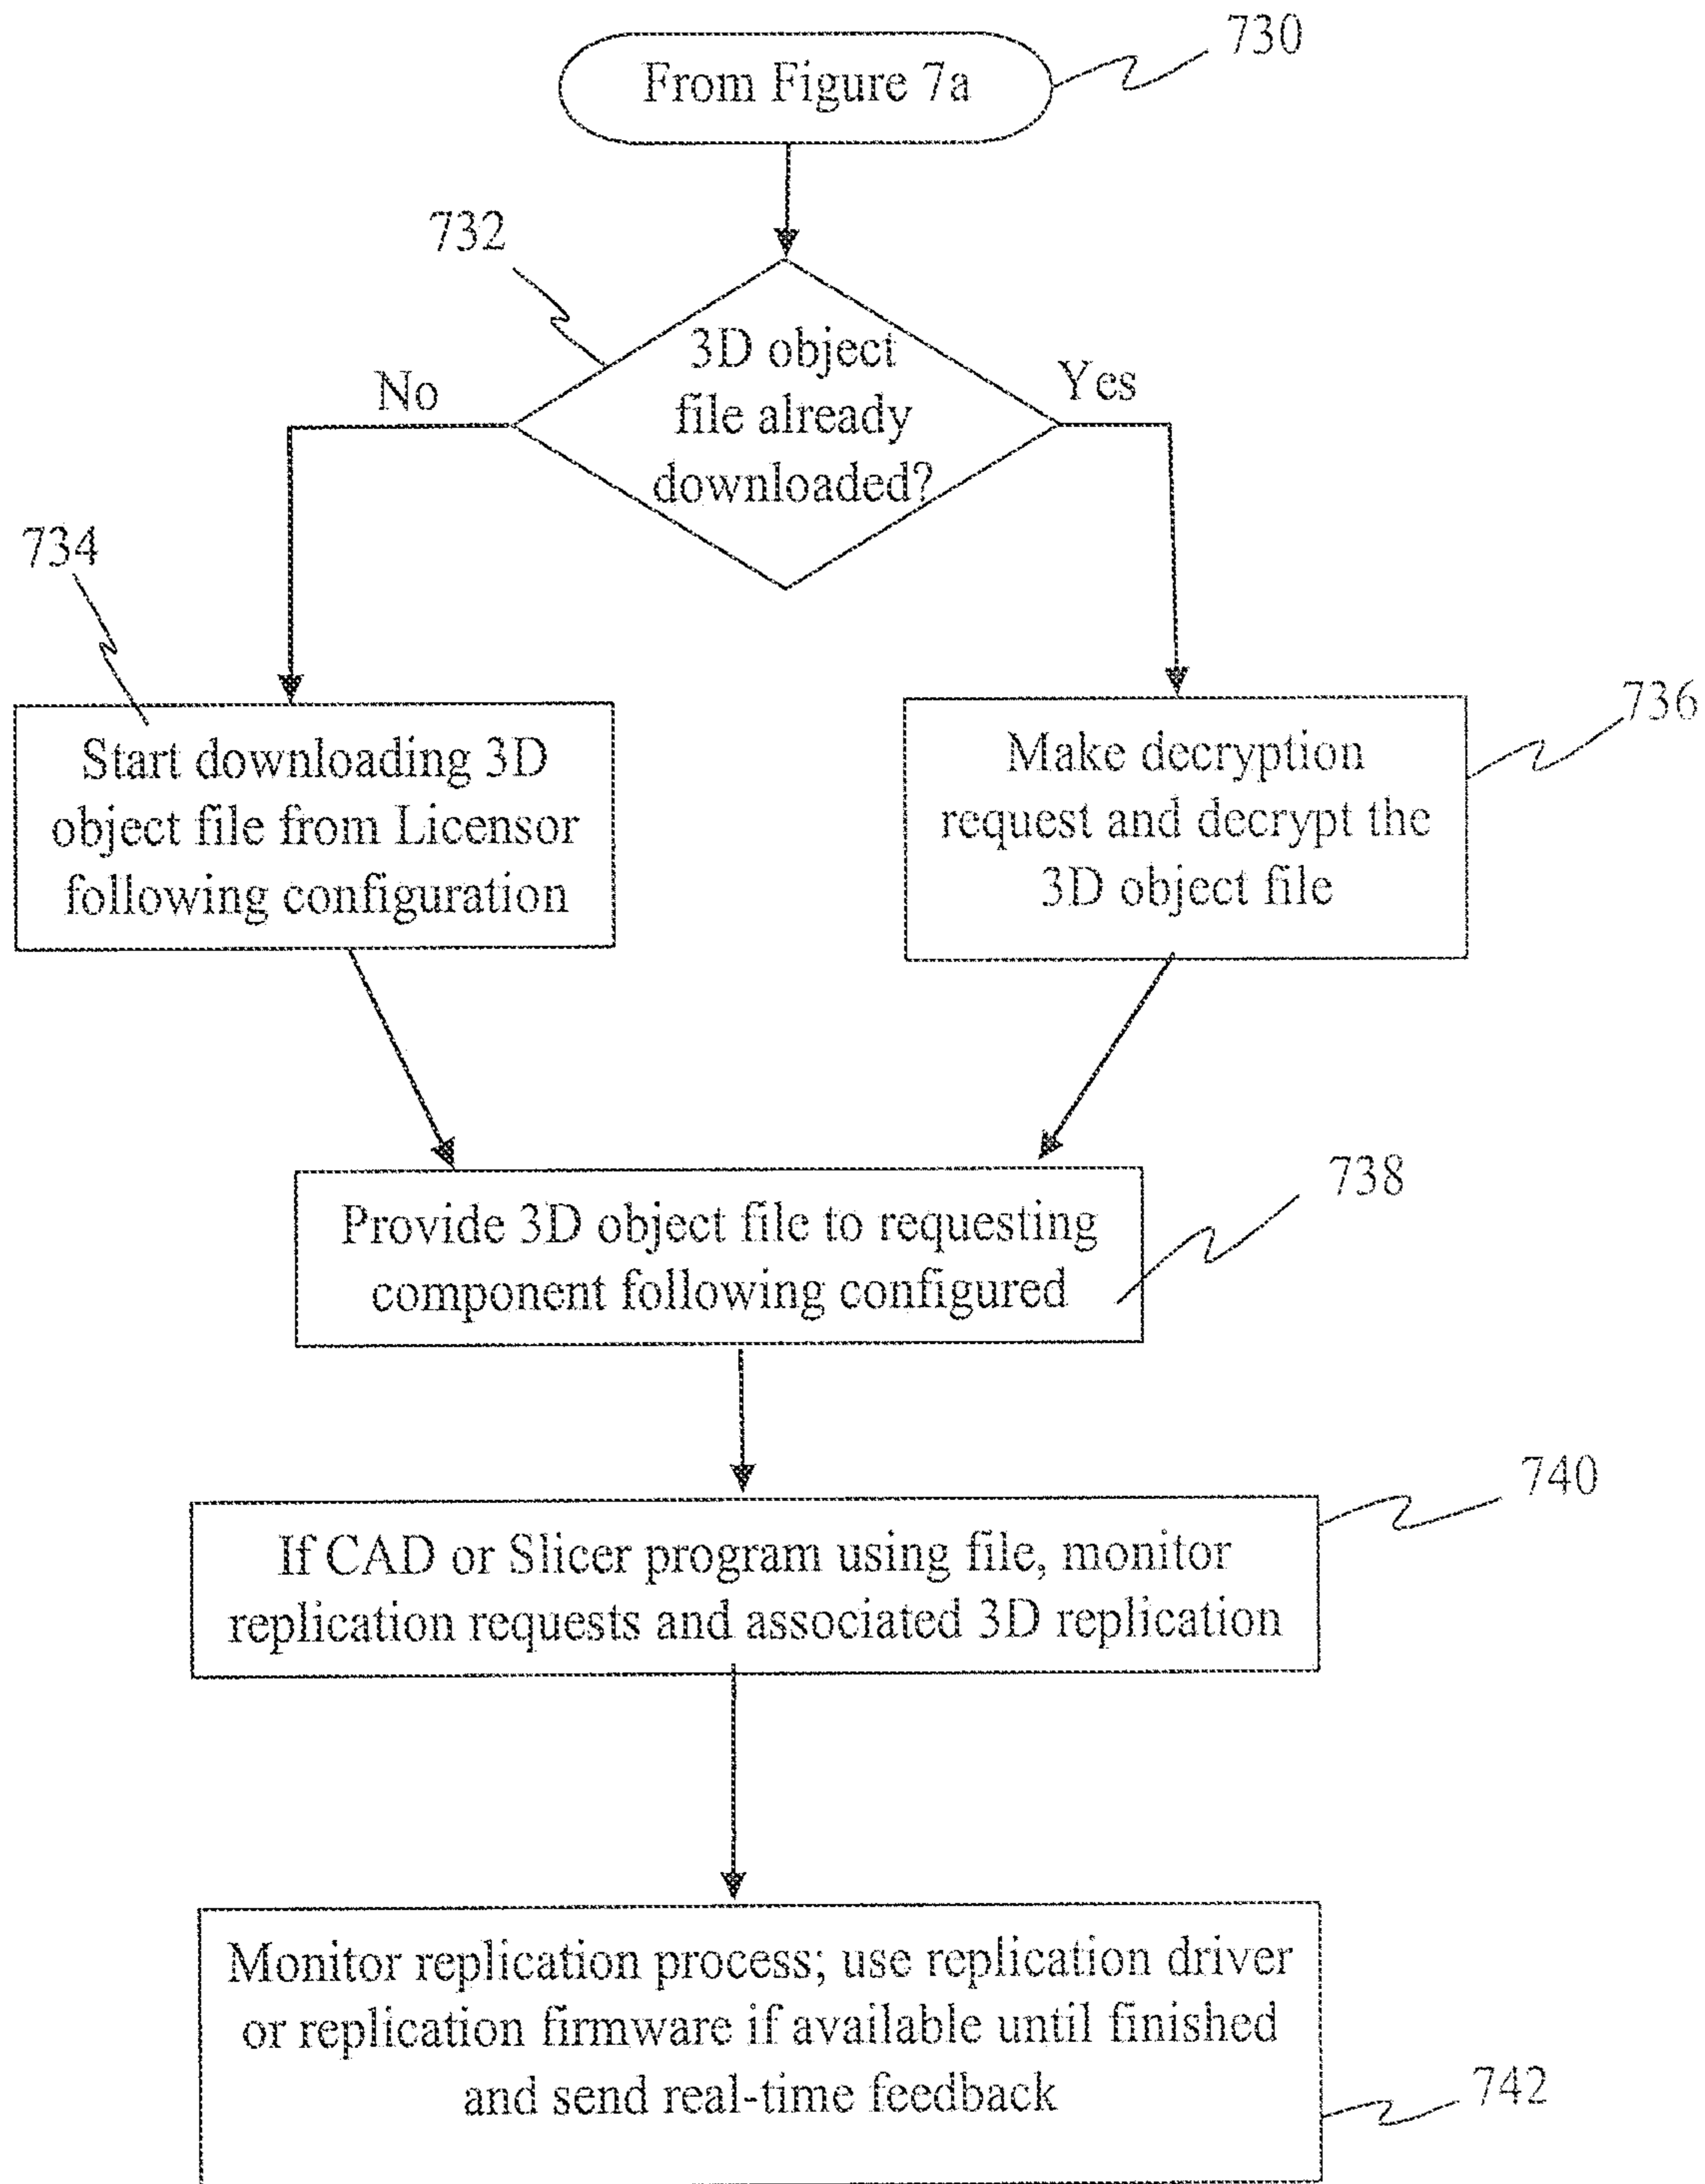 730
From Figure 7a
732
3D object
file already
downloaded?
No
Yes
734
Start downloading 3D
object file from Licensor
following configuration
736
Make decryption
request and decrypt the
3D object file
738
Provide 3D object file to requesting
component following configured
740
If CAD or Slicer program using file, monitor
replication requests and associated 3D replication
Monitor replication process; use replication driver
or replication firmware if available until finished
and send real-time feedback
742